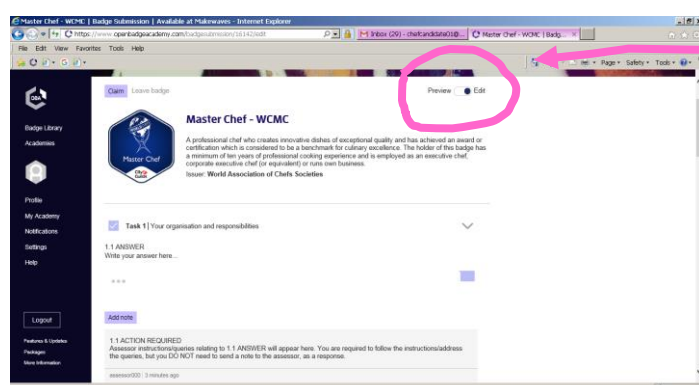 Master Chef - WCMC | Badge Submission | Available at Makewaves - Internet Explorer
https://www.openbadgeacademy.com/badgesubmission/16142/edit
Inbox (29) - chefcandidate01@...
Master Chef - WCMC | Badg...
File Edit View Favorites Tools Help
Page Safety Tools
OBA
Claim Leave badge
Preview Edit
Master Chef - WCMC
Badge Library
Academies
A professional chef who creates innovative dishes of exceptional quality and has achieved an award or
certification which is considered to be a benchmark for culinary excellence. The holder of this badge has
a minimum of ten years of professional cooking experience and is employed as an executive chef,
corporate executive chef (or equivalent) or runs own business.
Issuer: World Association of Chefs Societies
Master Chef
City & Guilds
Profile
My Academy
Notifications
Settings
Help
Task 1 | Your organisation and responsibilities
1.1 ANSWER
Write your answer here...
Logout
Add note
Features & Updates
Packages
More Information
1.1 ACTION REQUIRED
Assessor instructions/queries relating to 1.1 ANSWER will appear here. You are required to follow the instructions/address
the queries, but you DO NOT need to send a note to the assessor, as a response.
assessor000 | 3 minutes ago